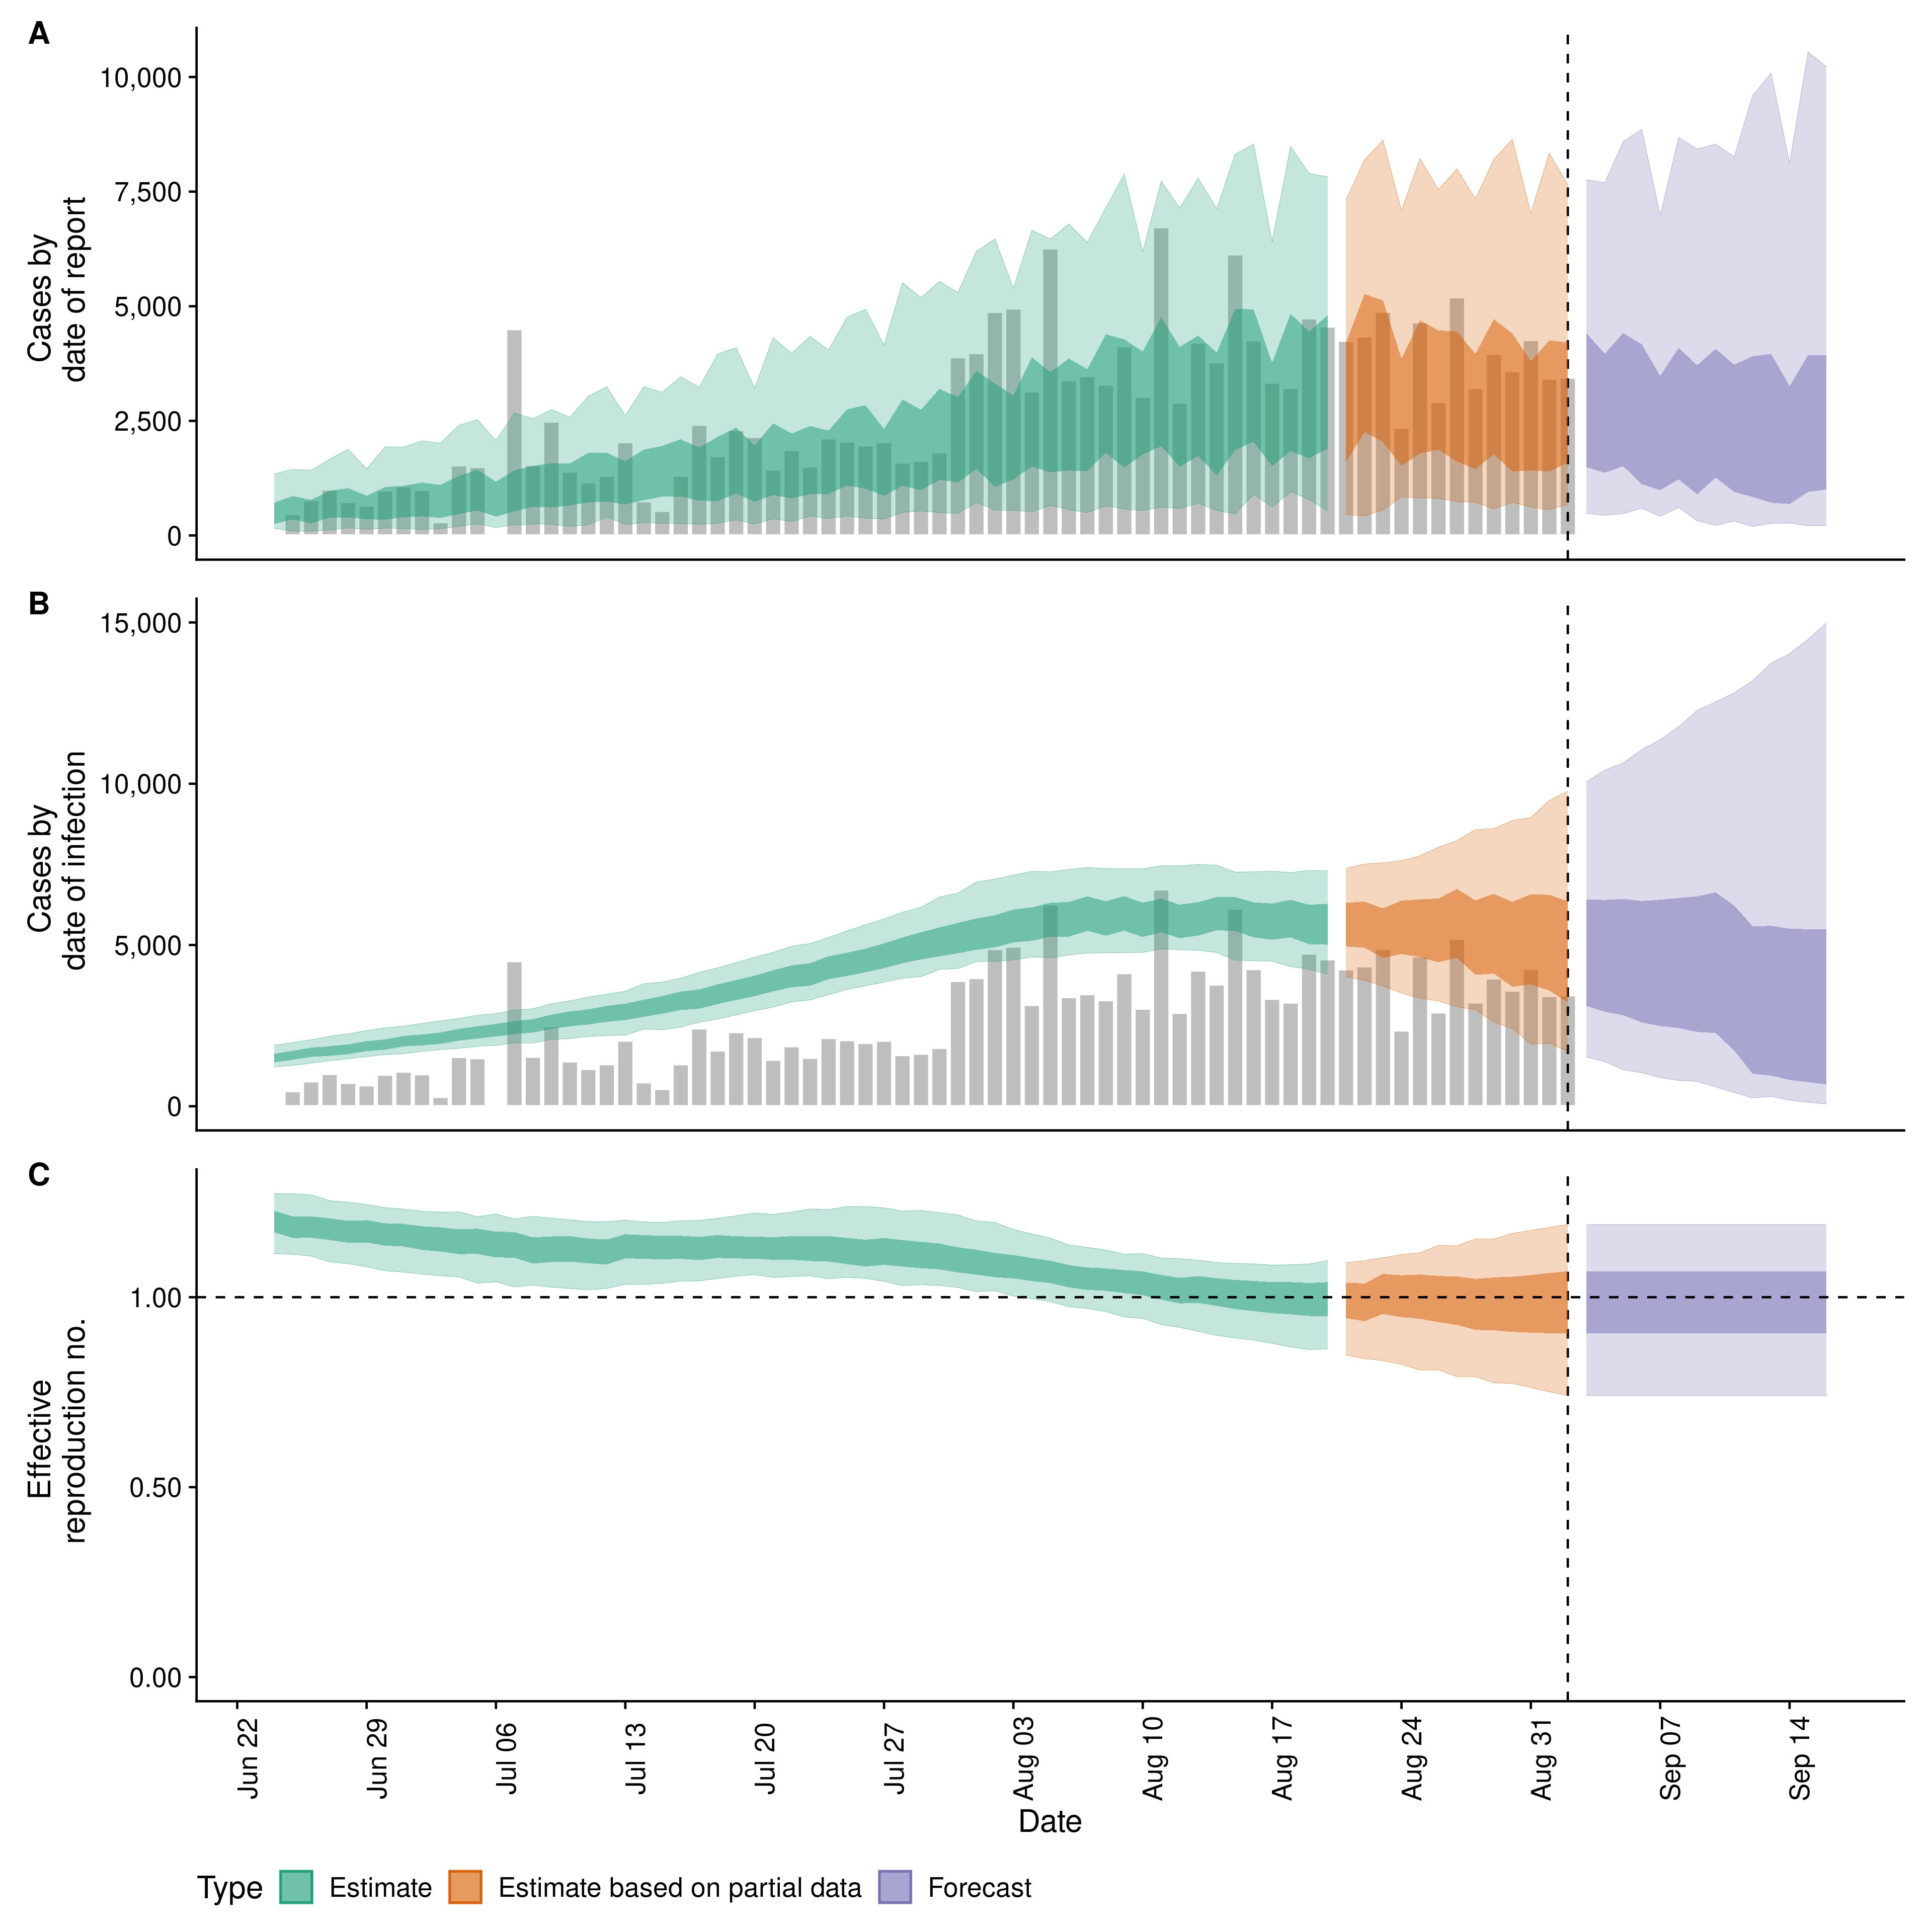 A
Cases by
date of report
10,000
7,500
5,000
2,500
0
B
Cases by
date of infection
15,000
10,000
5,000
0
C
Effective
reproduction no.
1.00
0.50
0.00
Jun 22
Jun 29
Jul 06
Jul 13
Jul 20
Jul 27
Aug 03
Aug 10
Aug 17
Aug 24
Aug 31
Sep 07
Sep 14
Date
Type Estimate Estimate based on partial data Forecast